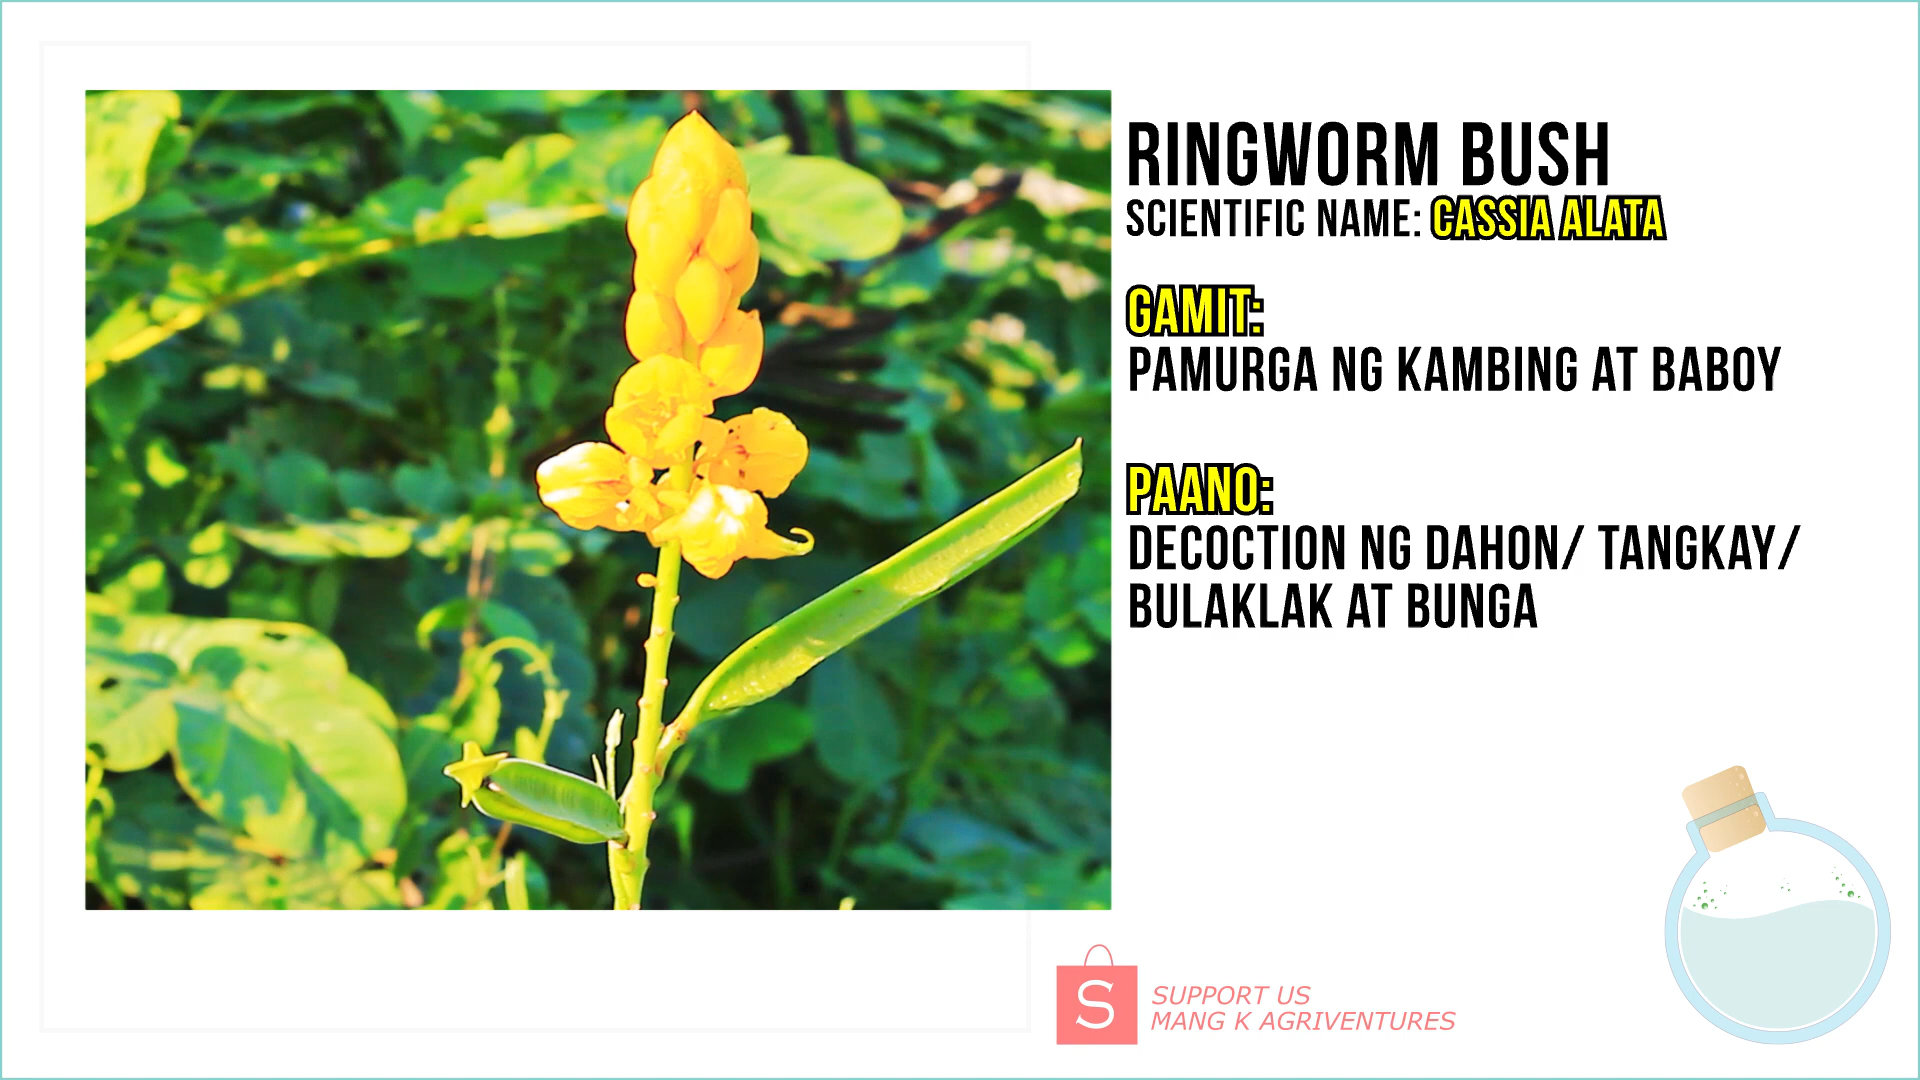 RINGWORM BUSH
SCIENTIFIC NAME: CASSIA ALATA
GAMIT:
PAMURGA NG KAMBING AT BABOY
PAANO:
DECOCTION NG DAHON/ TANGKAY/
BULAKLAK AT BUNGA
S
SUPPORT US
MANG K AGRIVENTURES